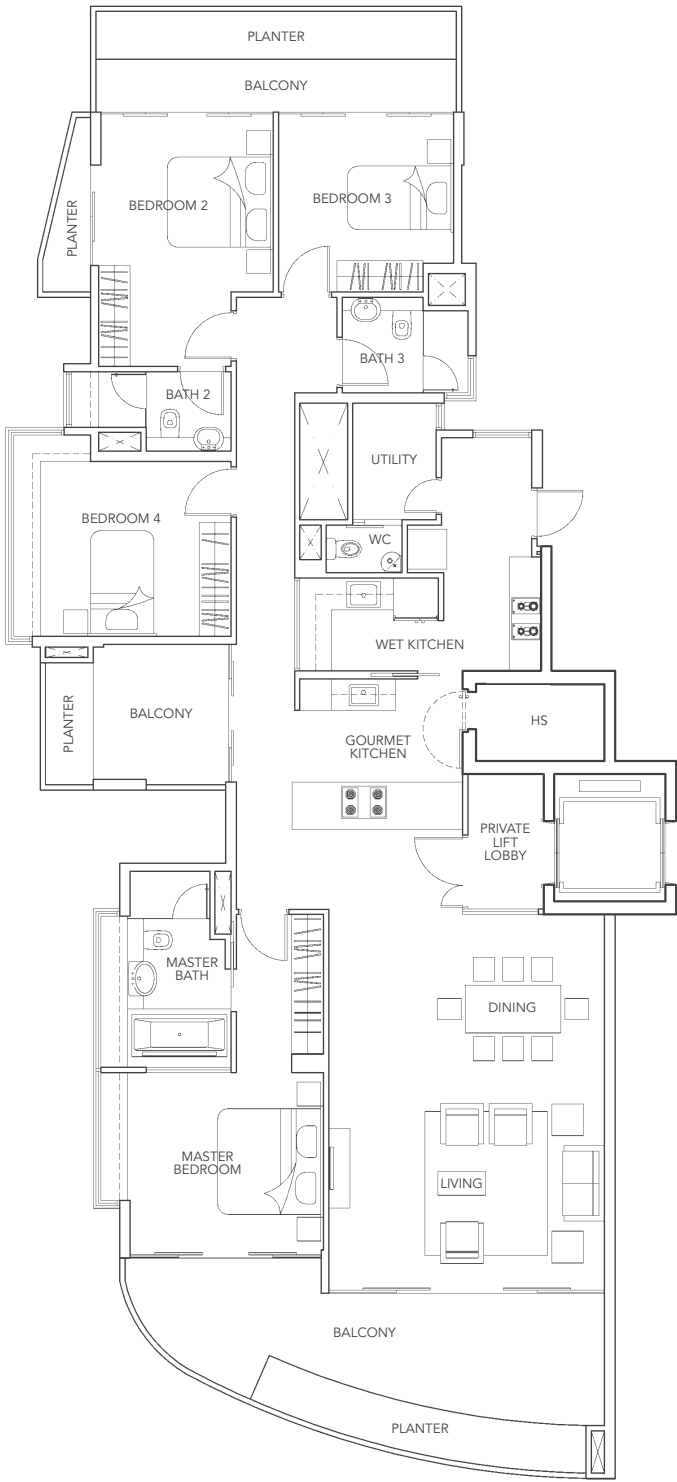 PLANTER
BALCONY
BEDROOM 2
BEDROOM 3
PLANTER
BATH 3
BATH 2
UTILITY
BEDROOM 4
WC
WET KITCHEN
PLANTER
BALCONY
HS
GOURMET
KITCHEN
PRIVATE
LIFT
LOBBY
MASTER
BATH
DINING
MASTER
BEDROOM
LIVING
BALCONY
PLANTER